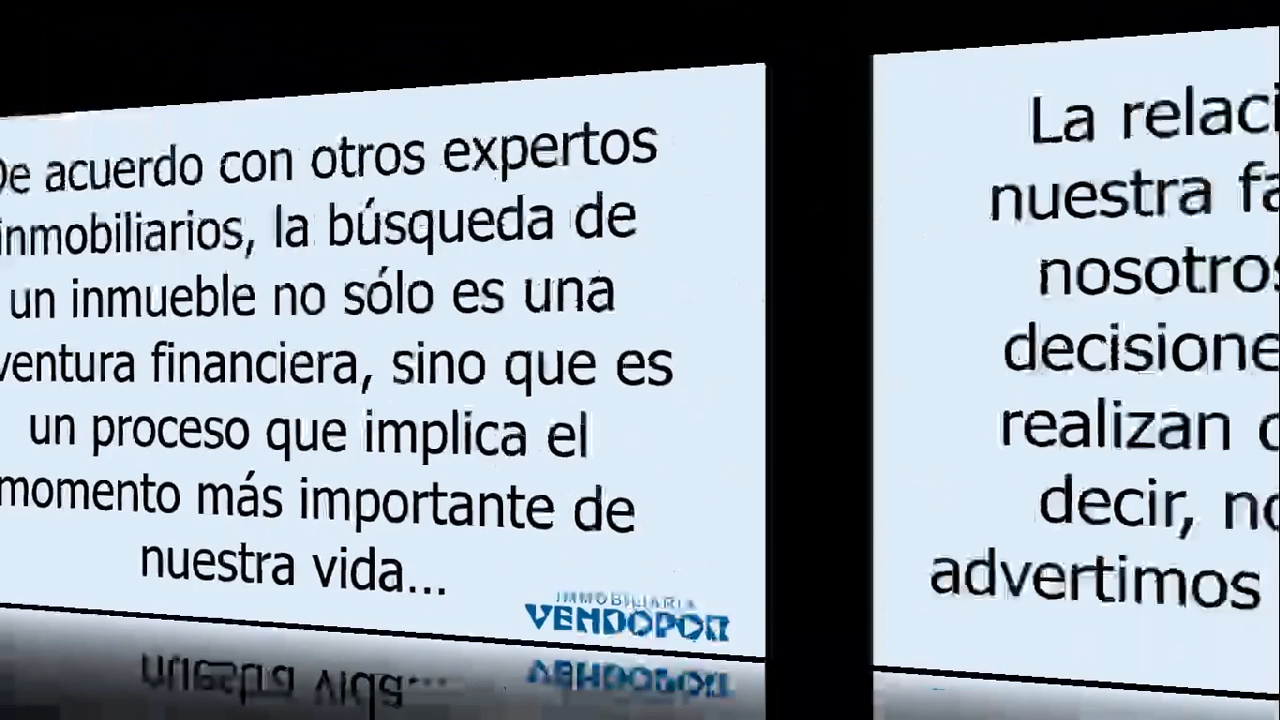 De acuerdo con otros expertos
inmobiliarios, la búsqueda de
un inmueble no sólo es una
ventura financiera, sino que es
un proceso que implica el
momento más importante de
nuestra vida...
INMOBILIARIA
VENDOPOR
La relaci
nuestra fa
nosotros
decisione
realizan
decir, no
advertimos